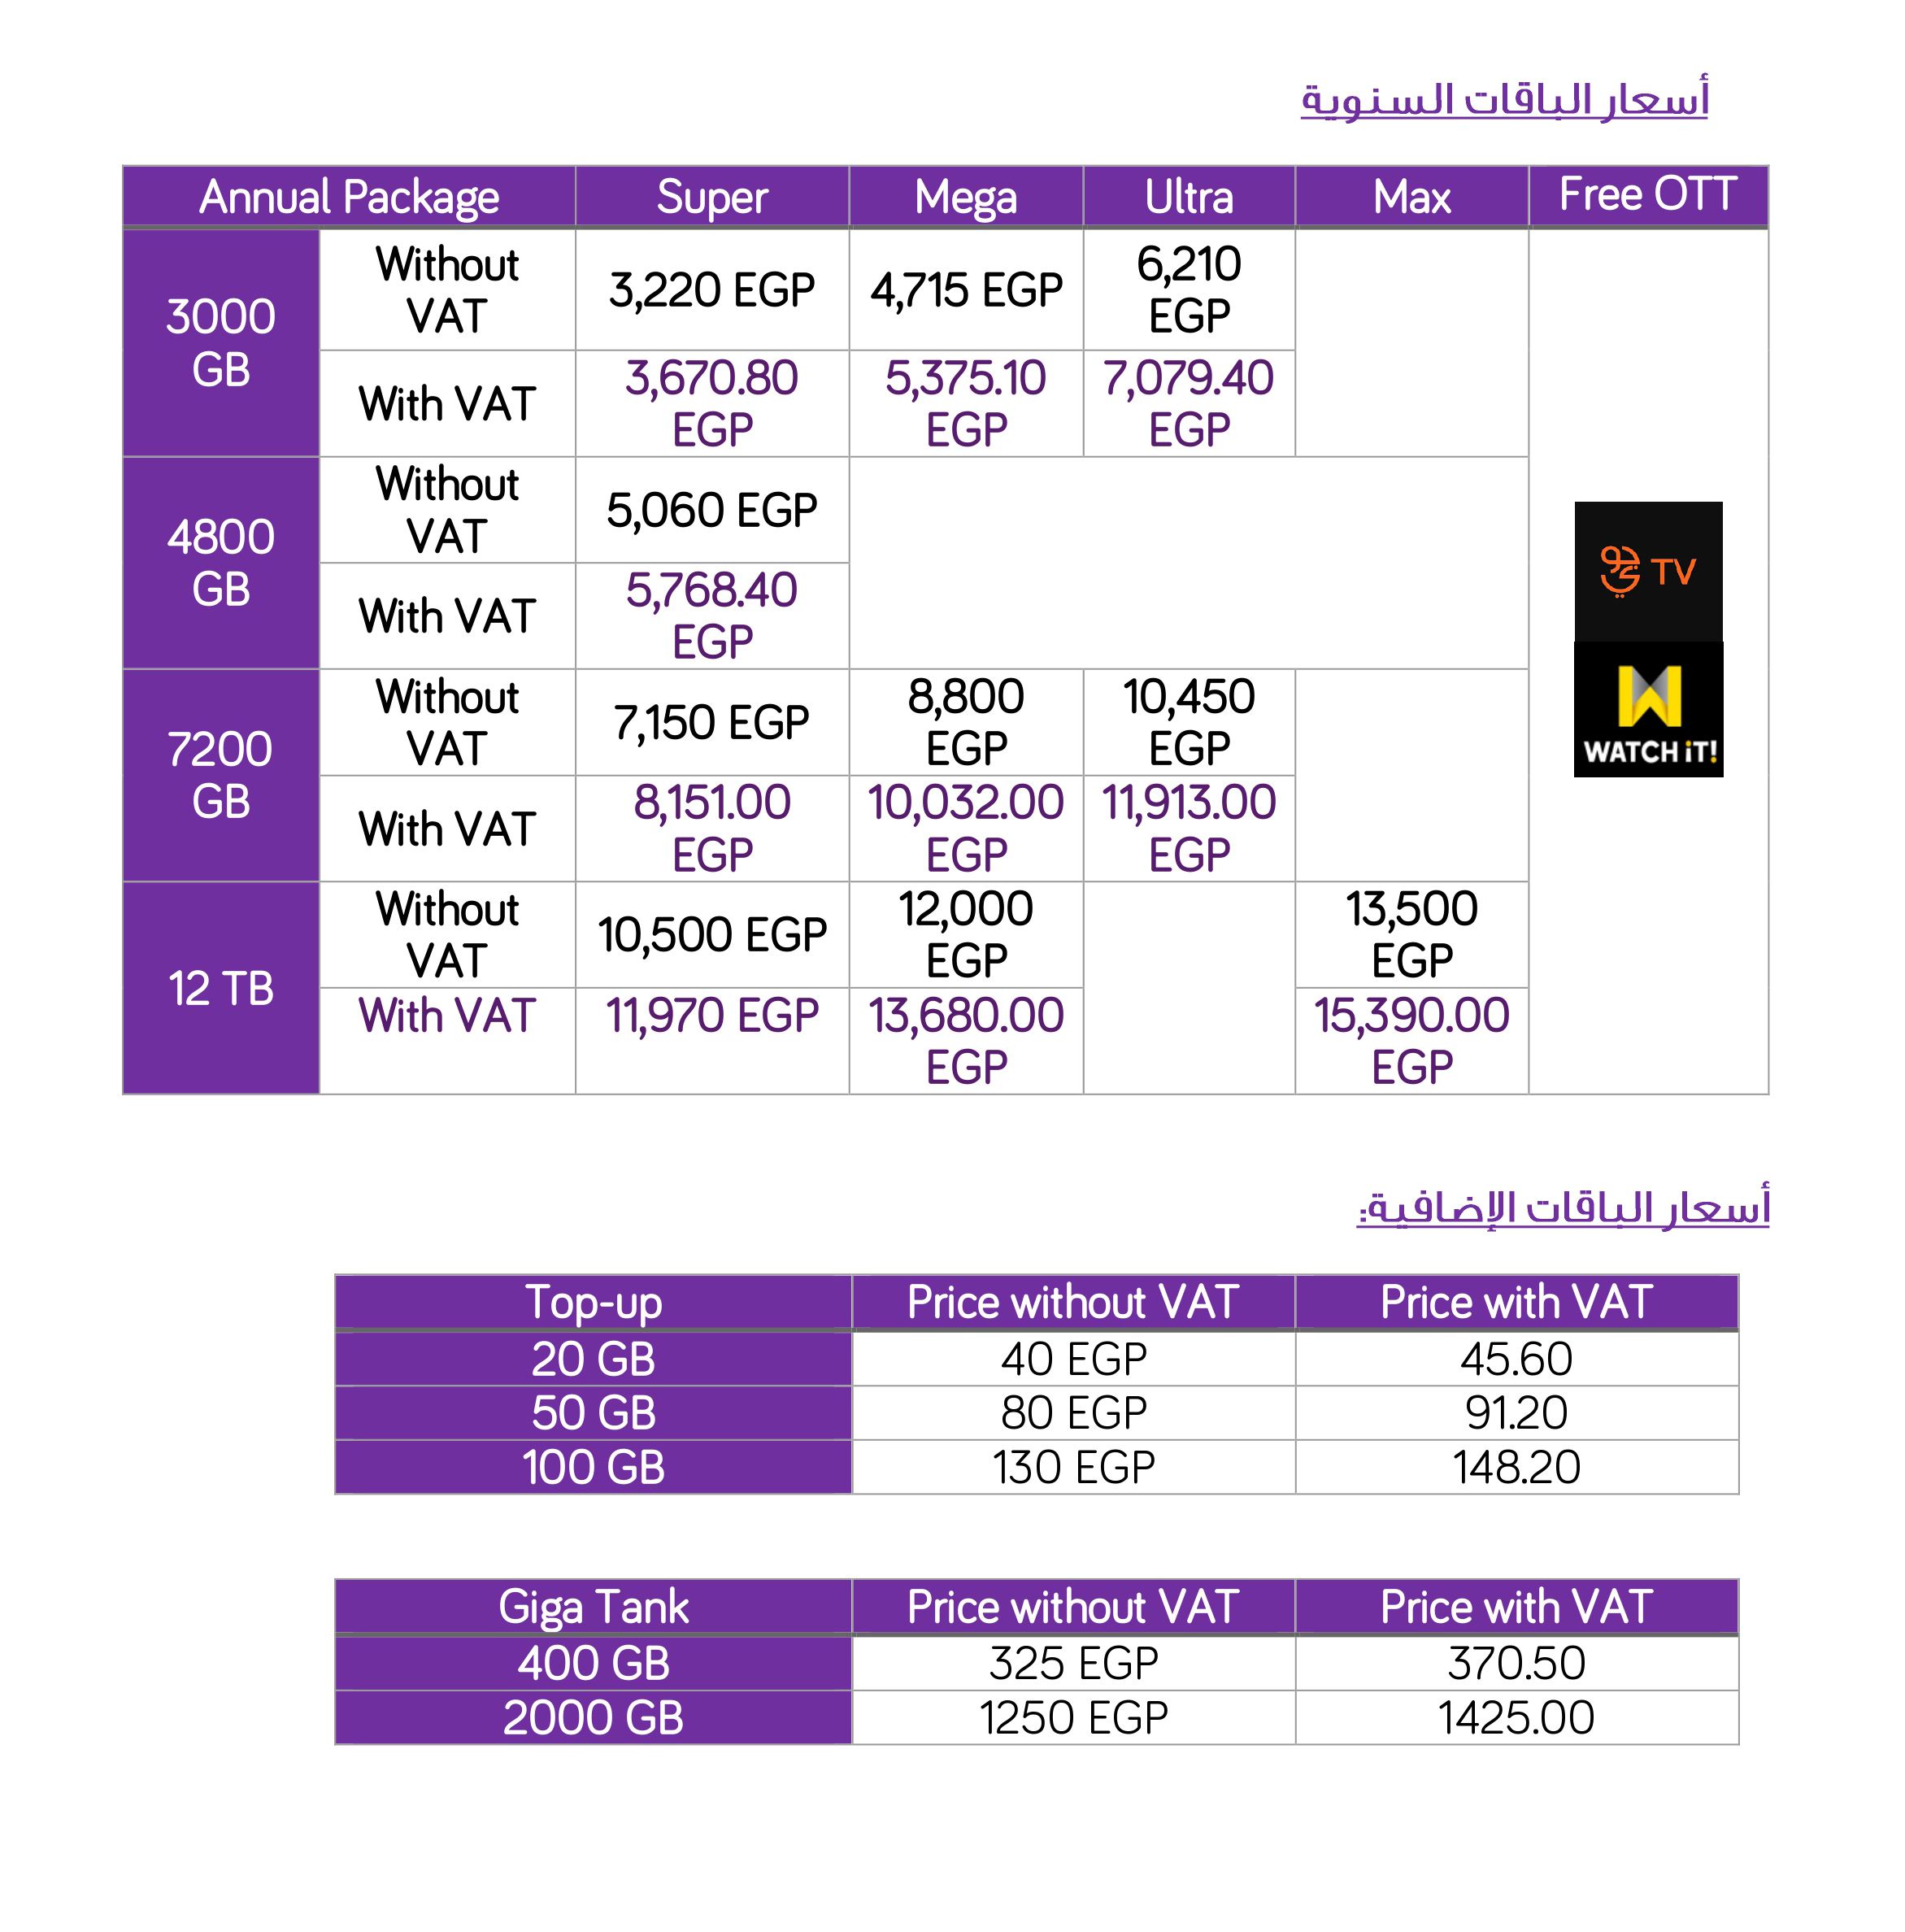 أسعار الباقات السنوية
Annual Package Super Mega Ultra Max Free OTT
3000 GB
Without VAT 3,220 EGP 4,715 EGP 6,210 EGP
With VAT 3,670.80 EGP 5,375.10 EGP 7,079.40 EGP
4800 GB
Without VAT 5,060 EGP
With VAT 5,768.40 EGP
TV
WATCH iT!
7200 GB
Without VAT 7,150 EGP 8,800 EGP 10,450 EGP
With VAT 8,151.00 EGP 10,032.00 EGP 11,913.00 EGP
12 TB
Without VAT 10,500 EGP 12,000 EGP 13,500 EGP
With VAT 11,970 EGP 13,680.00 EGP 15,390.00 EGP
أسعار الباقات الإضافية:
Top-up Price without VAT Price with VAT
20 GB 40 EGP 45.60
50 GB 80 EGP 91.20
100 GB 130 EGP 148.20
Giga Tank Price without VAT Price with VAT
400 GB 325 EGP 370.50
2000 GB 1250 EGP 1425.00